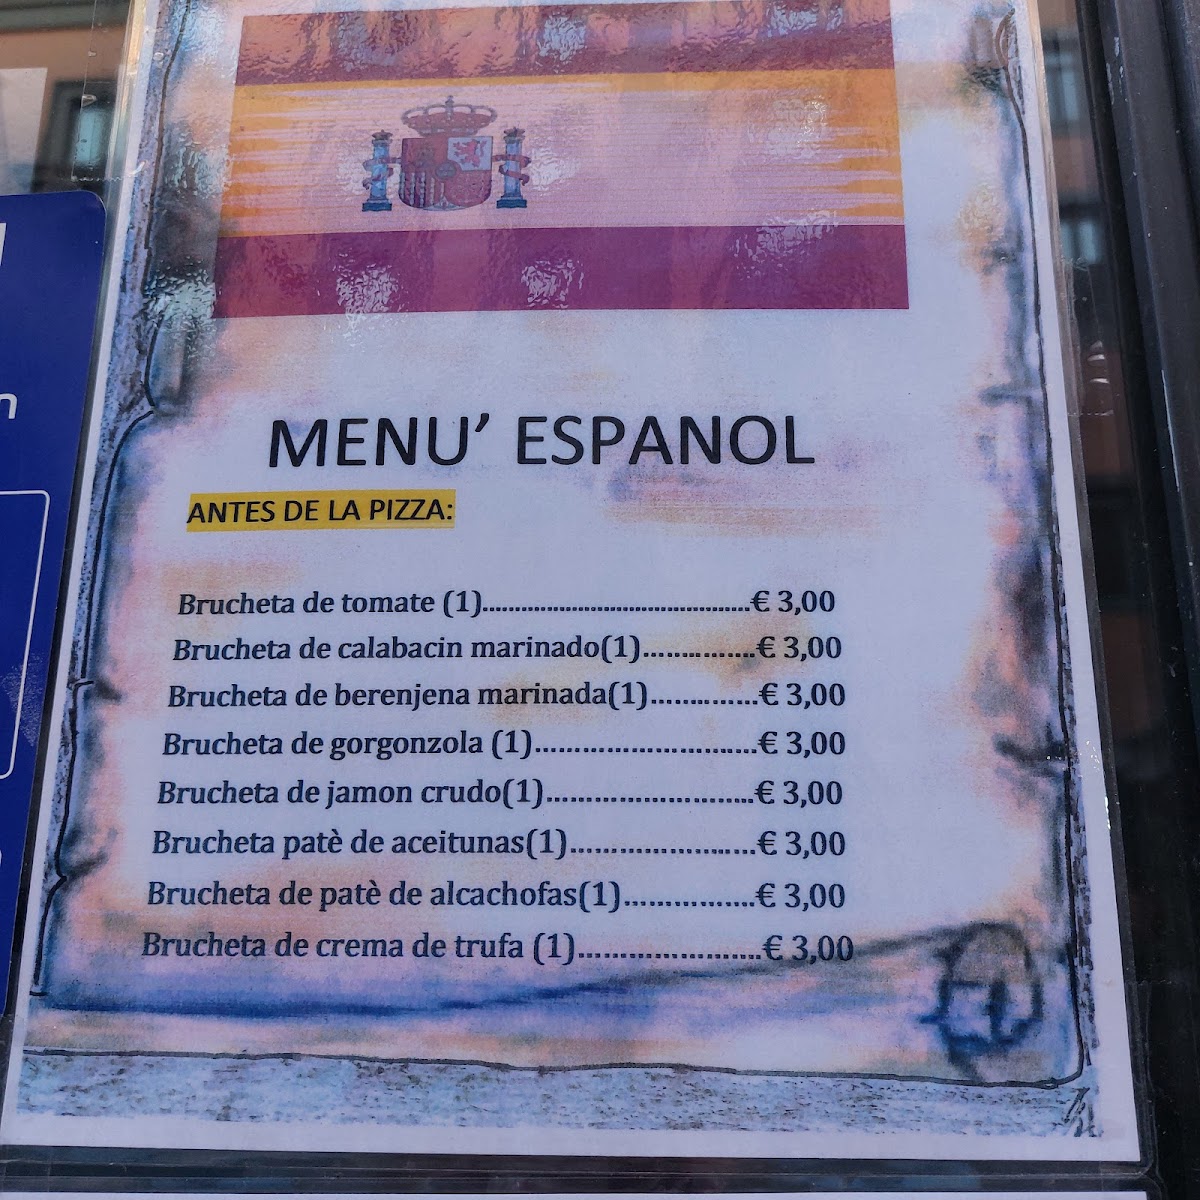 MENU' ESPANOL
ANTES DE LA PIZZA:
Brucheta de tomate (1)..........................................€ 3,00
Brucheta de calabacin marinado(1)...............€ 3,00
Brucheta de berenjena marinada(1)..............€ 3,00
Brucheta de gorgonzola (1)............................€ 3,00
Brucheta de jamon crudo(1)..........................€ 3,00
Brucheta patè de aceitunas(1).......................€ 3,00
Brucheta de patè de alcachofas(1)................€ 3,00
Brucheta de crema de trufa (1).......................€ 3,00